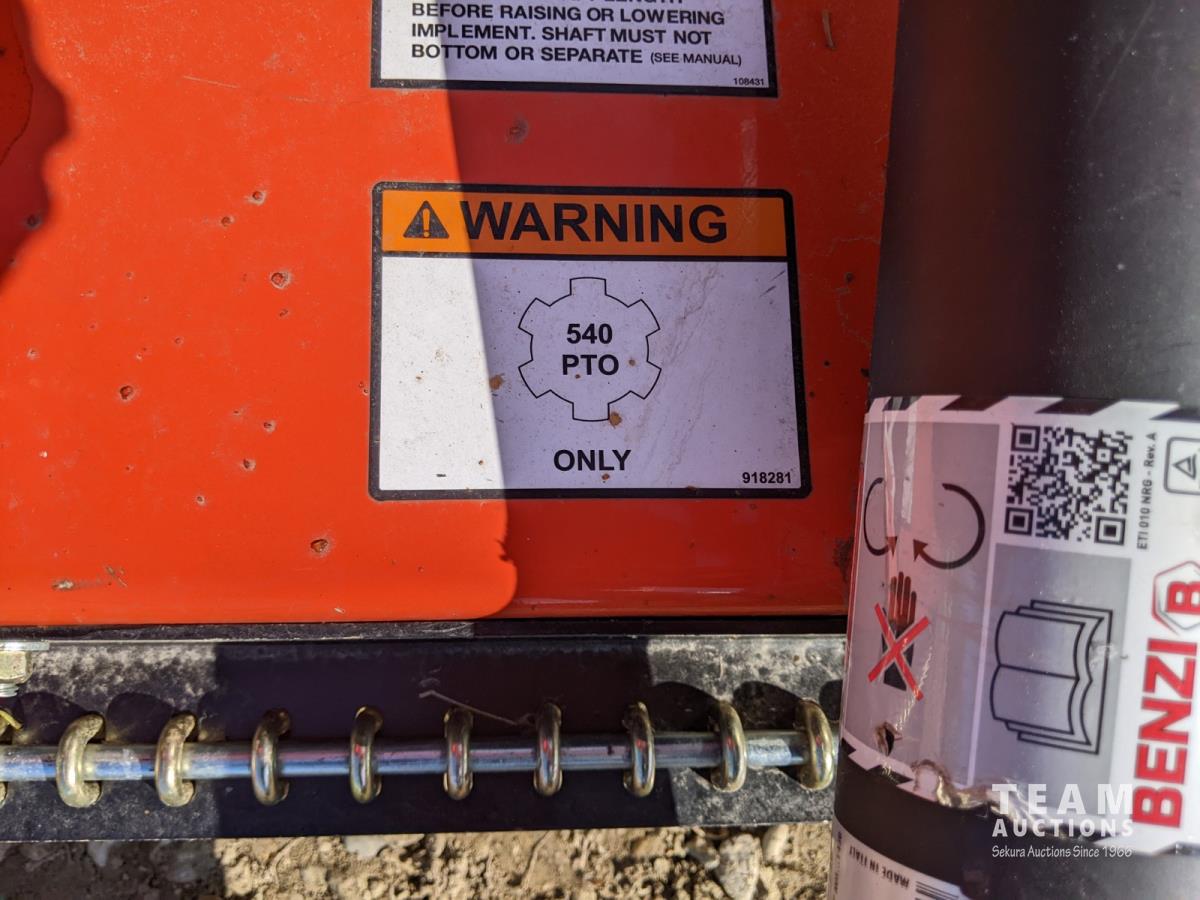 BEFORE RAISING OR LOWERING
IMPLEMENT. SHAFT MUST NOT
BOTTOM OR SEPARATE (SEE MANUAL)
108431
WARNING
540
PTO
ONLY
918281
ETI 010 NRG - Rev. A
BENZI B
MADE IN ITALY
TEAM
AUCTIONS
Sekura Auctions Since 1966